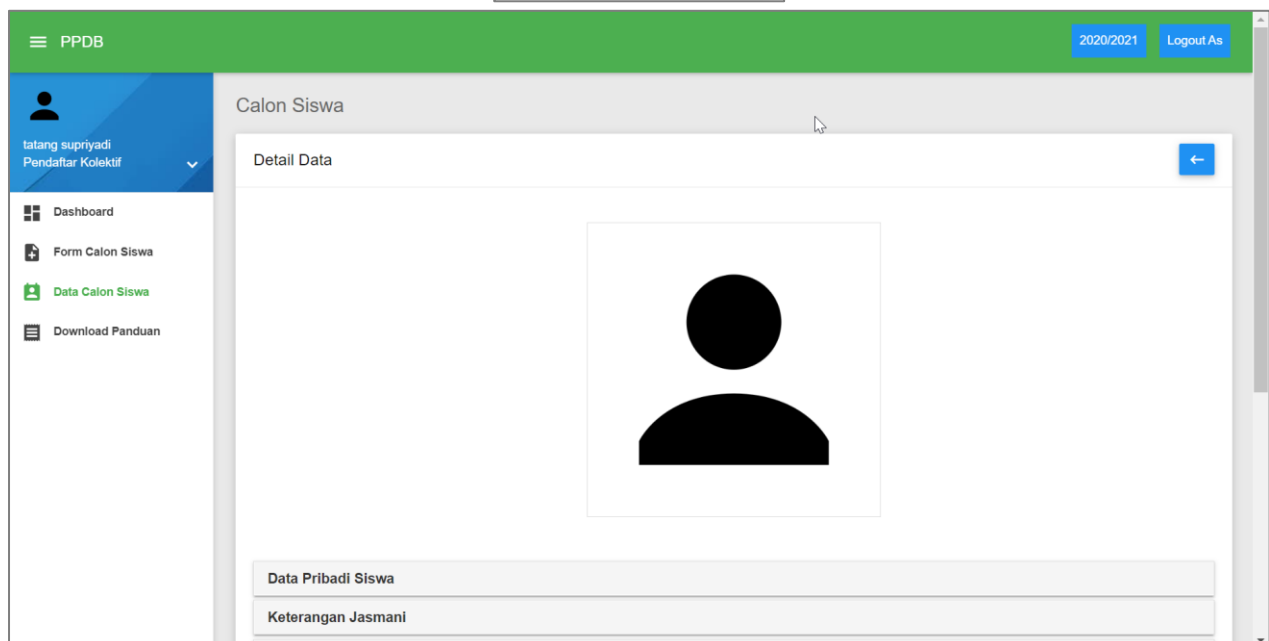 PPDB
2020/2021
Logout As
tatang supriyadi
Pendaftar Kolektif
Dashboard
Form Calon Siswa
Data Calon Siswa
Download Panduan
Calon Siswa
Detail Data
Data Pribadi Siswa
Keterangan Jasmani